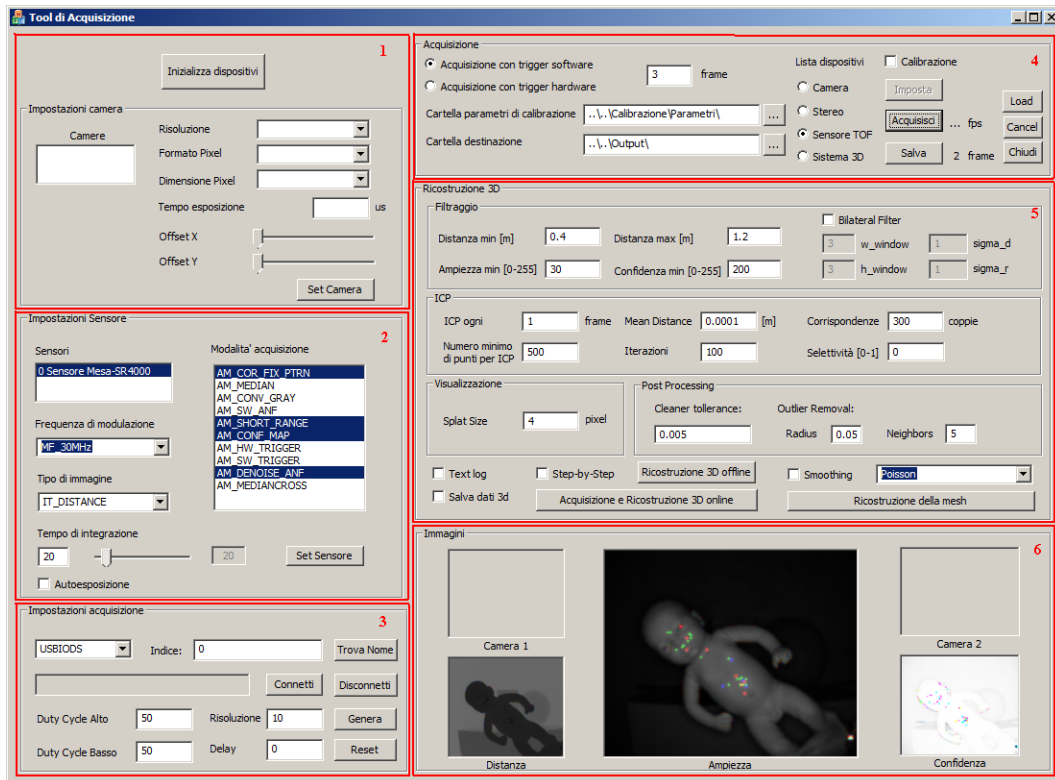 Tool di Acquisizione
1
Inizializza dispositivi
Impostazioni camera
Camere
Risoluzione
Formato Pixel
Dimensione Pixel
Tempo esposizione us
Offset X
Offset Y
Set Camera
Impostazioni Sensore
2
Sensori
0 Sensore Mesa-SR4000
Frequenza di modulazione
MF_30MHz
Tipo di immagine
IT_DISTANCE
Modalita' acquisizione
AM_COR_FIX_PTRN
AM_MEDIAN
AM_CONV_GRAY
AM_SW_ANF
AM_SHORT_RANGE
AM_CONF_MAP
AM_HW_TRIGGER
AM_SW_TRIGGER
AM_DENOISE_ANF
AM_MEDIANCROSS
Tempo di integrazione
20 20 Set Sensore
Autoesposizione
Impostazioni acquisizione
3
USBIODS Indice: 0 Trova Nome
Connetti Disconnetti
Duty Cycle Alto 50 Risoluzione 10 Genera
Duty Cycle Basso 50 Delay 0 Reset
Acquisizione
4
Acquisizione con trigger software
Acquisizione con trigger hardware
3 frame
Cartella parametri di calibrazione ..\..\Calibrazione\Parametri\ ...
Cartella destinazione ..\..\Output\ ...
Lista dispositivi
Camera
Stereo
Sensore TOF
Sistema 3D
Calibrazione
Imposta
Acquisisci ... fps
Salva 2 frame
Load
Cancel
Chiudi
Ricostruzione 3D
5
Filtraggio
Distanza min [m] 0.4 Distanza max [m] 1.2
Ampiezza min [0-255] 30 Confidenza min [0-255] 200
Bilateral Filter
3 w_window 1 sigma_d
3 h_window 1 sigma_r
ICP
ICP ogni 1 frame Mean Distance 0.0001 [m] Corrispondenze 300 coppie
Numero minimo
di punti per ICP 500 Iterazioni 100 Selettività [0-1] 0
Visualizzazione
Splat Size 4 pixel
Post Processing
Cleaner tollerance: Outlier Removal:
0.005 Radius 0.05 Neighbors 5
Text log Step-by-Step Ricostruzione 3D offline Smoothing Poisson
Salva dati 3d Acquisizione e Ricostruzione 3D online Ricostruzione della mesh
Immagini
6
Camera 1
Camera 2
Distanza
Ampiezza
Confidenza